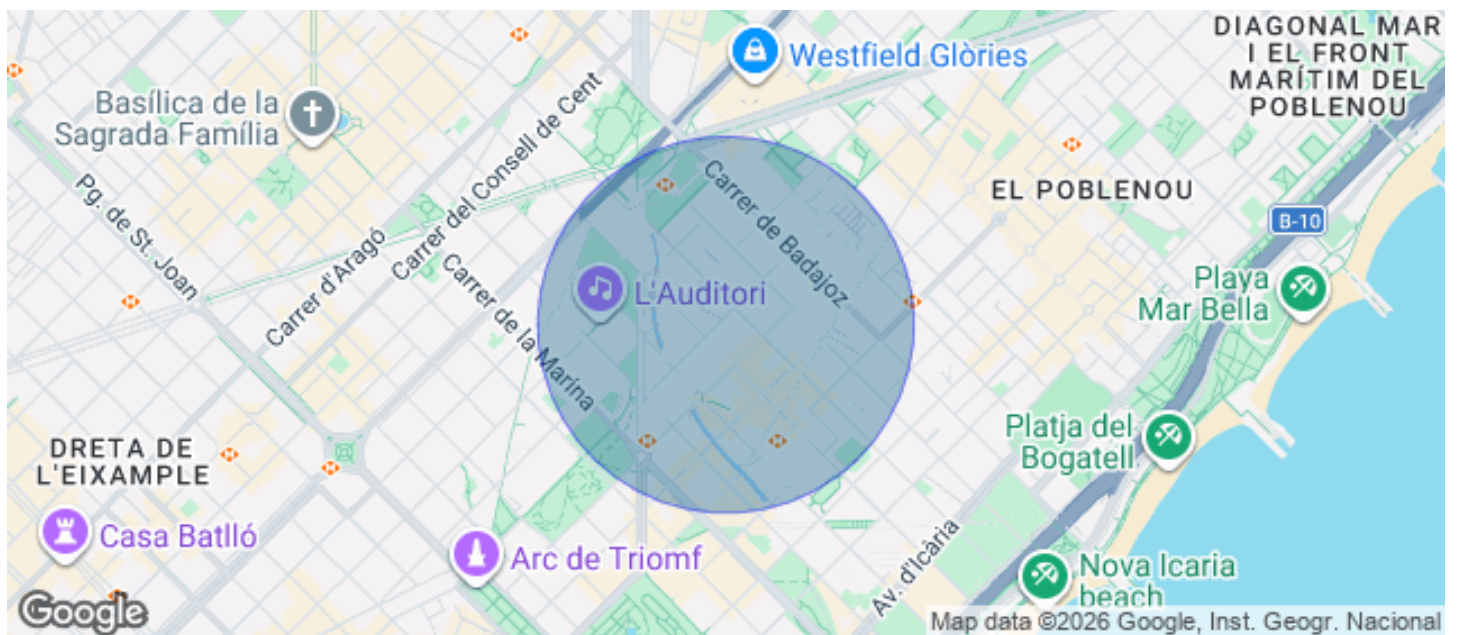 DIAGONAL MAR
I EL FRONT
MARÍTIM DEL
POBLENOU
Westfield Glòries
Basílica de la
Sagrada Família
Carrer del Consell de Cent
Pg. de St. Joan
Carrer d'Aragó
Carrer de Badajoz
EL POBLENOU
B-10
Playa
Mar Bella
L'Auditori
Carrer de la Marina
DRETA DE
L'EIXAMPLE
Platja del
Bogatell
Casa Batlló
Arc de Triomf
Av. d'Icària
Nova Icaria
beach
Google
Map data ©2026 Google, Inst. Geogr. Nacional